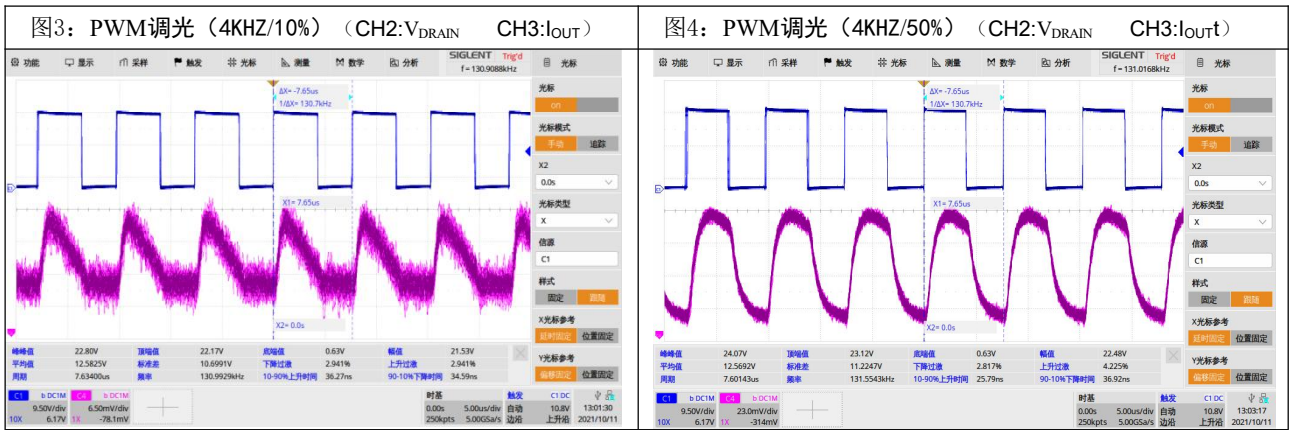 图3：PWM调光（4KHZ/10%）（CH2:VDRAIN CH3:IOUT）
图4：PWM调光（4KHZ/50%）（CH2:VDRAIN CH3:IOUTt）
功能 显示 采样 触发 光标 测量 数学 分析
SIGLENT Trig'd
f = 130.9088kHz
光标
ΔX= -7.65us
1/ΔX= 130.7kHz
X1= 7.65us
X2= 0.0s
光标
on
光标模式
手动 追踪
X2
0.0s
光标类型
X
信源
C1
样式
固定 跟随
X光标参考
延时固定 位置固定
Y光标参考
偏移固定 位置固定
峰峰值 22.80V 顶端值 22.17V 底端值 0.63V 幅值 21.53V
平均值 12.5825V 标准差 10.6991V 下降过激 2.941% 上升过激 2.941%
周期 7.63400us 频率 130.9929kHz 10-90%上升时间 36.27ns 90-10%下降时间 34.59ns
C1 b DC1M C4 b DC1M 时基 触发 C1 DC
9.50V/div 6.50mV/div 0.00s 5.00us/div 自动 10.8V 13:01:30
10X 6.17V 1X -78.1mV 250kpts 5.00GSa/s 边沿 上升沿 2021/10/11
功能 显示 采样 触发 光标 测量 数学 分析
SIGLENT Trig'd
f = 131.0168kHz
光标
ΔX= -7.65us
1/ΔX= 130.7kHz
X1= 7.65us
X2= 0.0s
光标
on
光标模式
手动 追踪
X2
0.0s
光标类型
X
信源
C1
样式
固定 跟随
X光标参考
延时固定 位置固定
Y光标参考
偏移固定 位置固定
峰峰值 24.07V 顶端值 23.12V 底端值 0.63V 幅值 22.48V
平均值 12.5692V 标准差 11.2247V 下降过激 2.817% 上升过激 4.225%
周期 7.60143us 频率 131.5543kHz 10-90%上升时间 25.79ns 90-10%下降时间 36.92ns
C1 b DC1M C4 b DC1M 时基 触发 C1 DC
9.50V/div 23.0mV/div 0.00s 5.00us/div 自动 10.8V 13:03:17
10X 6.17V 1X -314mV 250kpts 5.00GSa/s 边沿 上升沿 2021/10/11